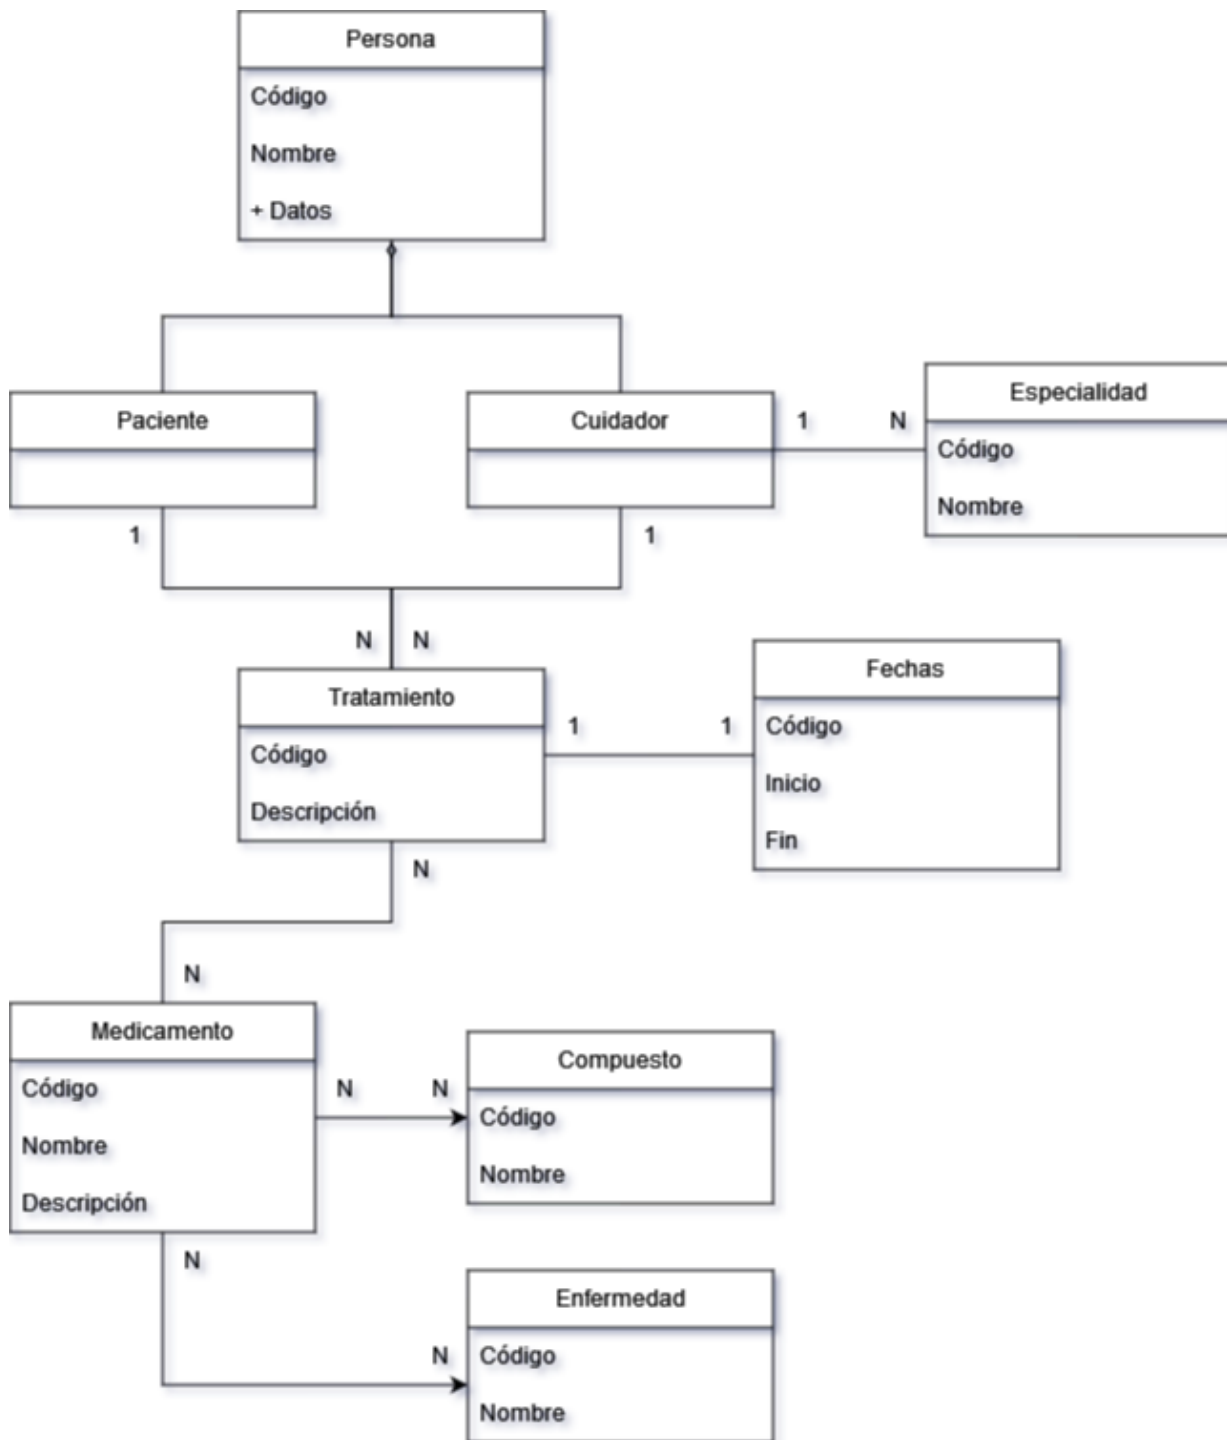 Persona
Código
Nombre
+ Datos
Paciente
Cuidador
1
N
Especialidad
Código
Nombre
1
1
N
N
Tratamiento
Código
Descripción
1
1
Fechas
Código
Inicio
Fin
N
N
Medicamento
Código
Nombre
Descripción
N
N
Compuesto
Código
Nombre
N
N
Enfermedad
Código
Nombre